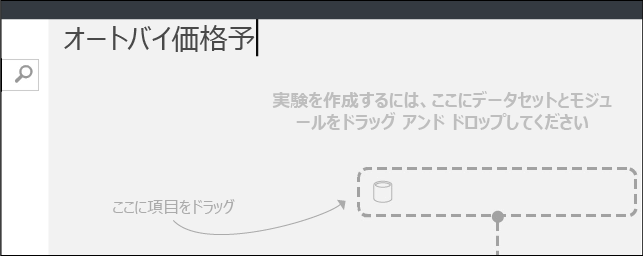 オートバイ価格予
実験を作成するには、ここにデータセットとモジュ
ールをドラッグ アンド ドロップしてください
ここに項目をドラッグ